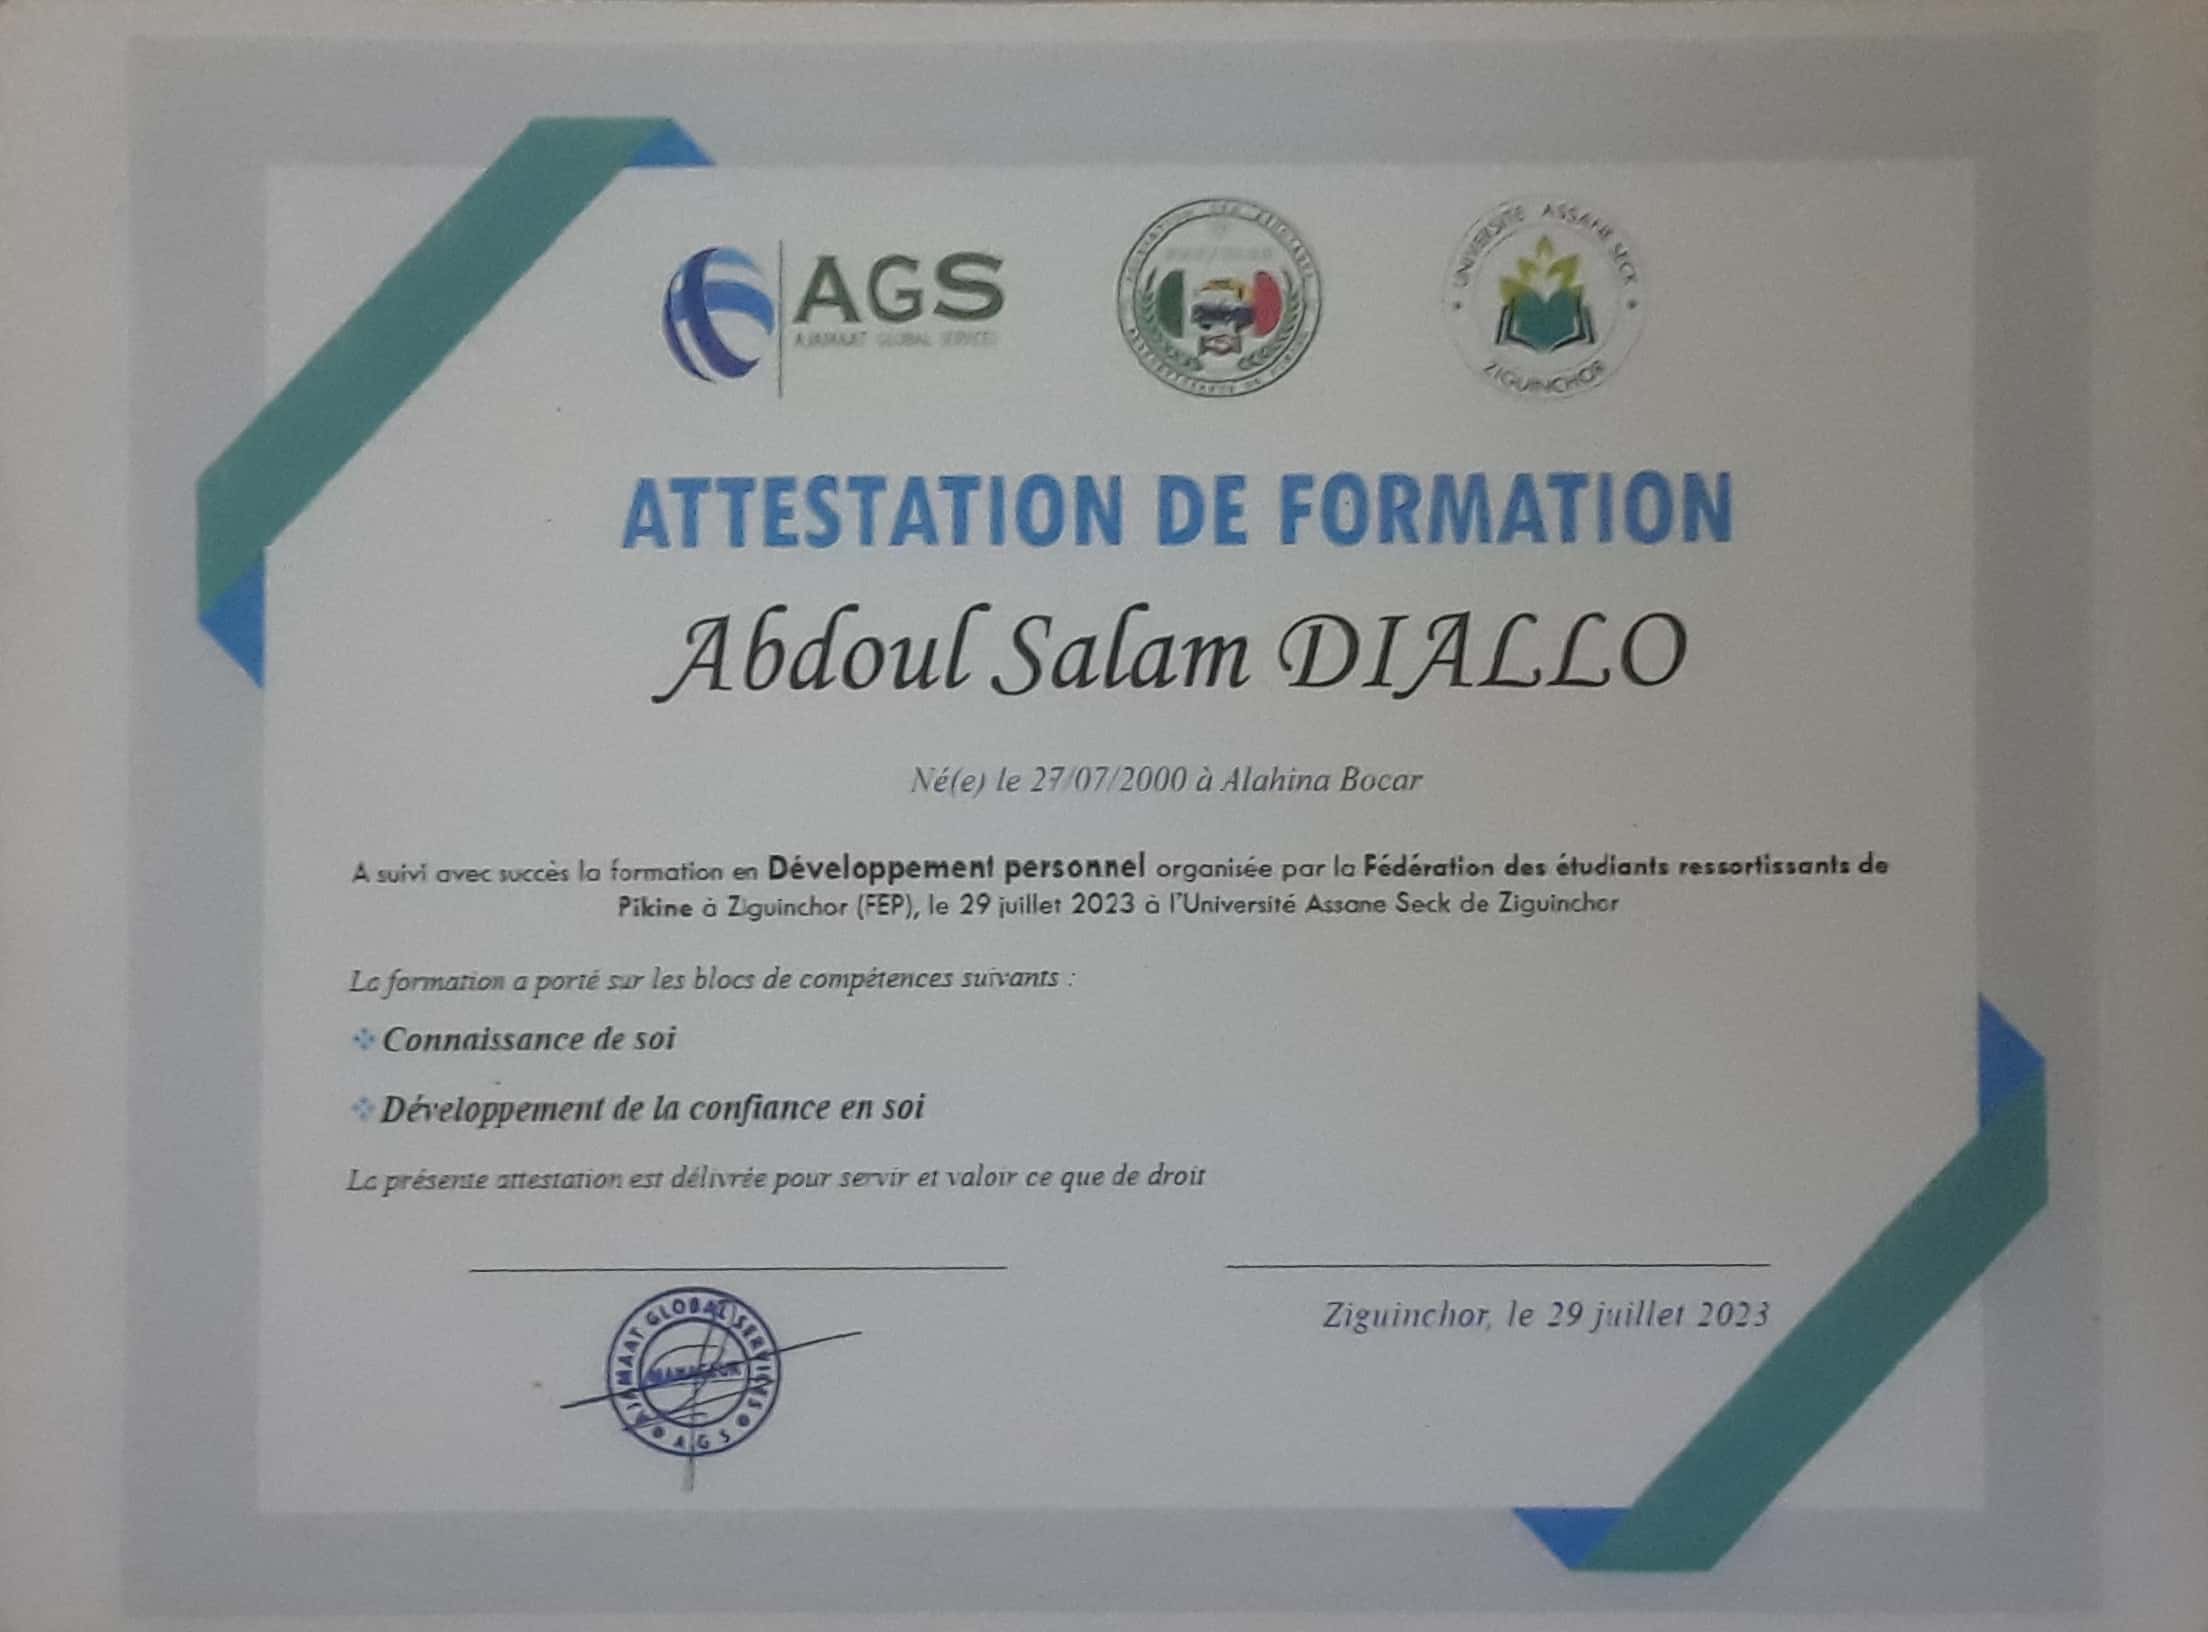 AGS
AJAMAAT GLOBAL SERVICES
UNIVERSITE ASSANE SECK
ZIGUINCHOR
ATTESTATION DE FORMATION
Abdoul Salam DIALLO
Né(e) le 27/07/2000 à Alahina Bocar
A suivi avec succès la formation en Développement personnel organisée par la Fédération des étudiants ressortissants de
Pikine à Ziguinchor (FEP), le 29 juillet 2023 à l'Université Assane Seck de Ziguinchor
La formation a porté sur les blocs de compétences suivants :
Connaissance de soi
Développement de la confiance en soi
La présente attestation est délivrée pour servir et valoir ce que de droit
Ziguinchor, le 29 juillet 2023
AJAMAAT GLOBAL SERVICES
MANAGEUR
AGS